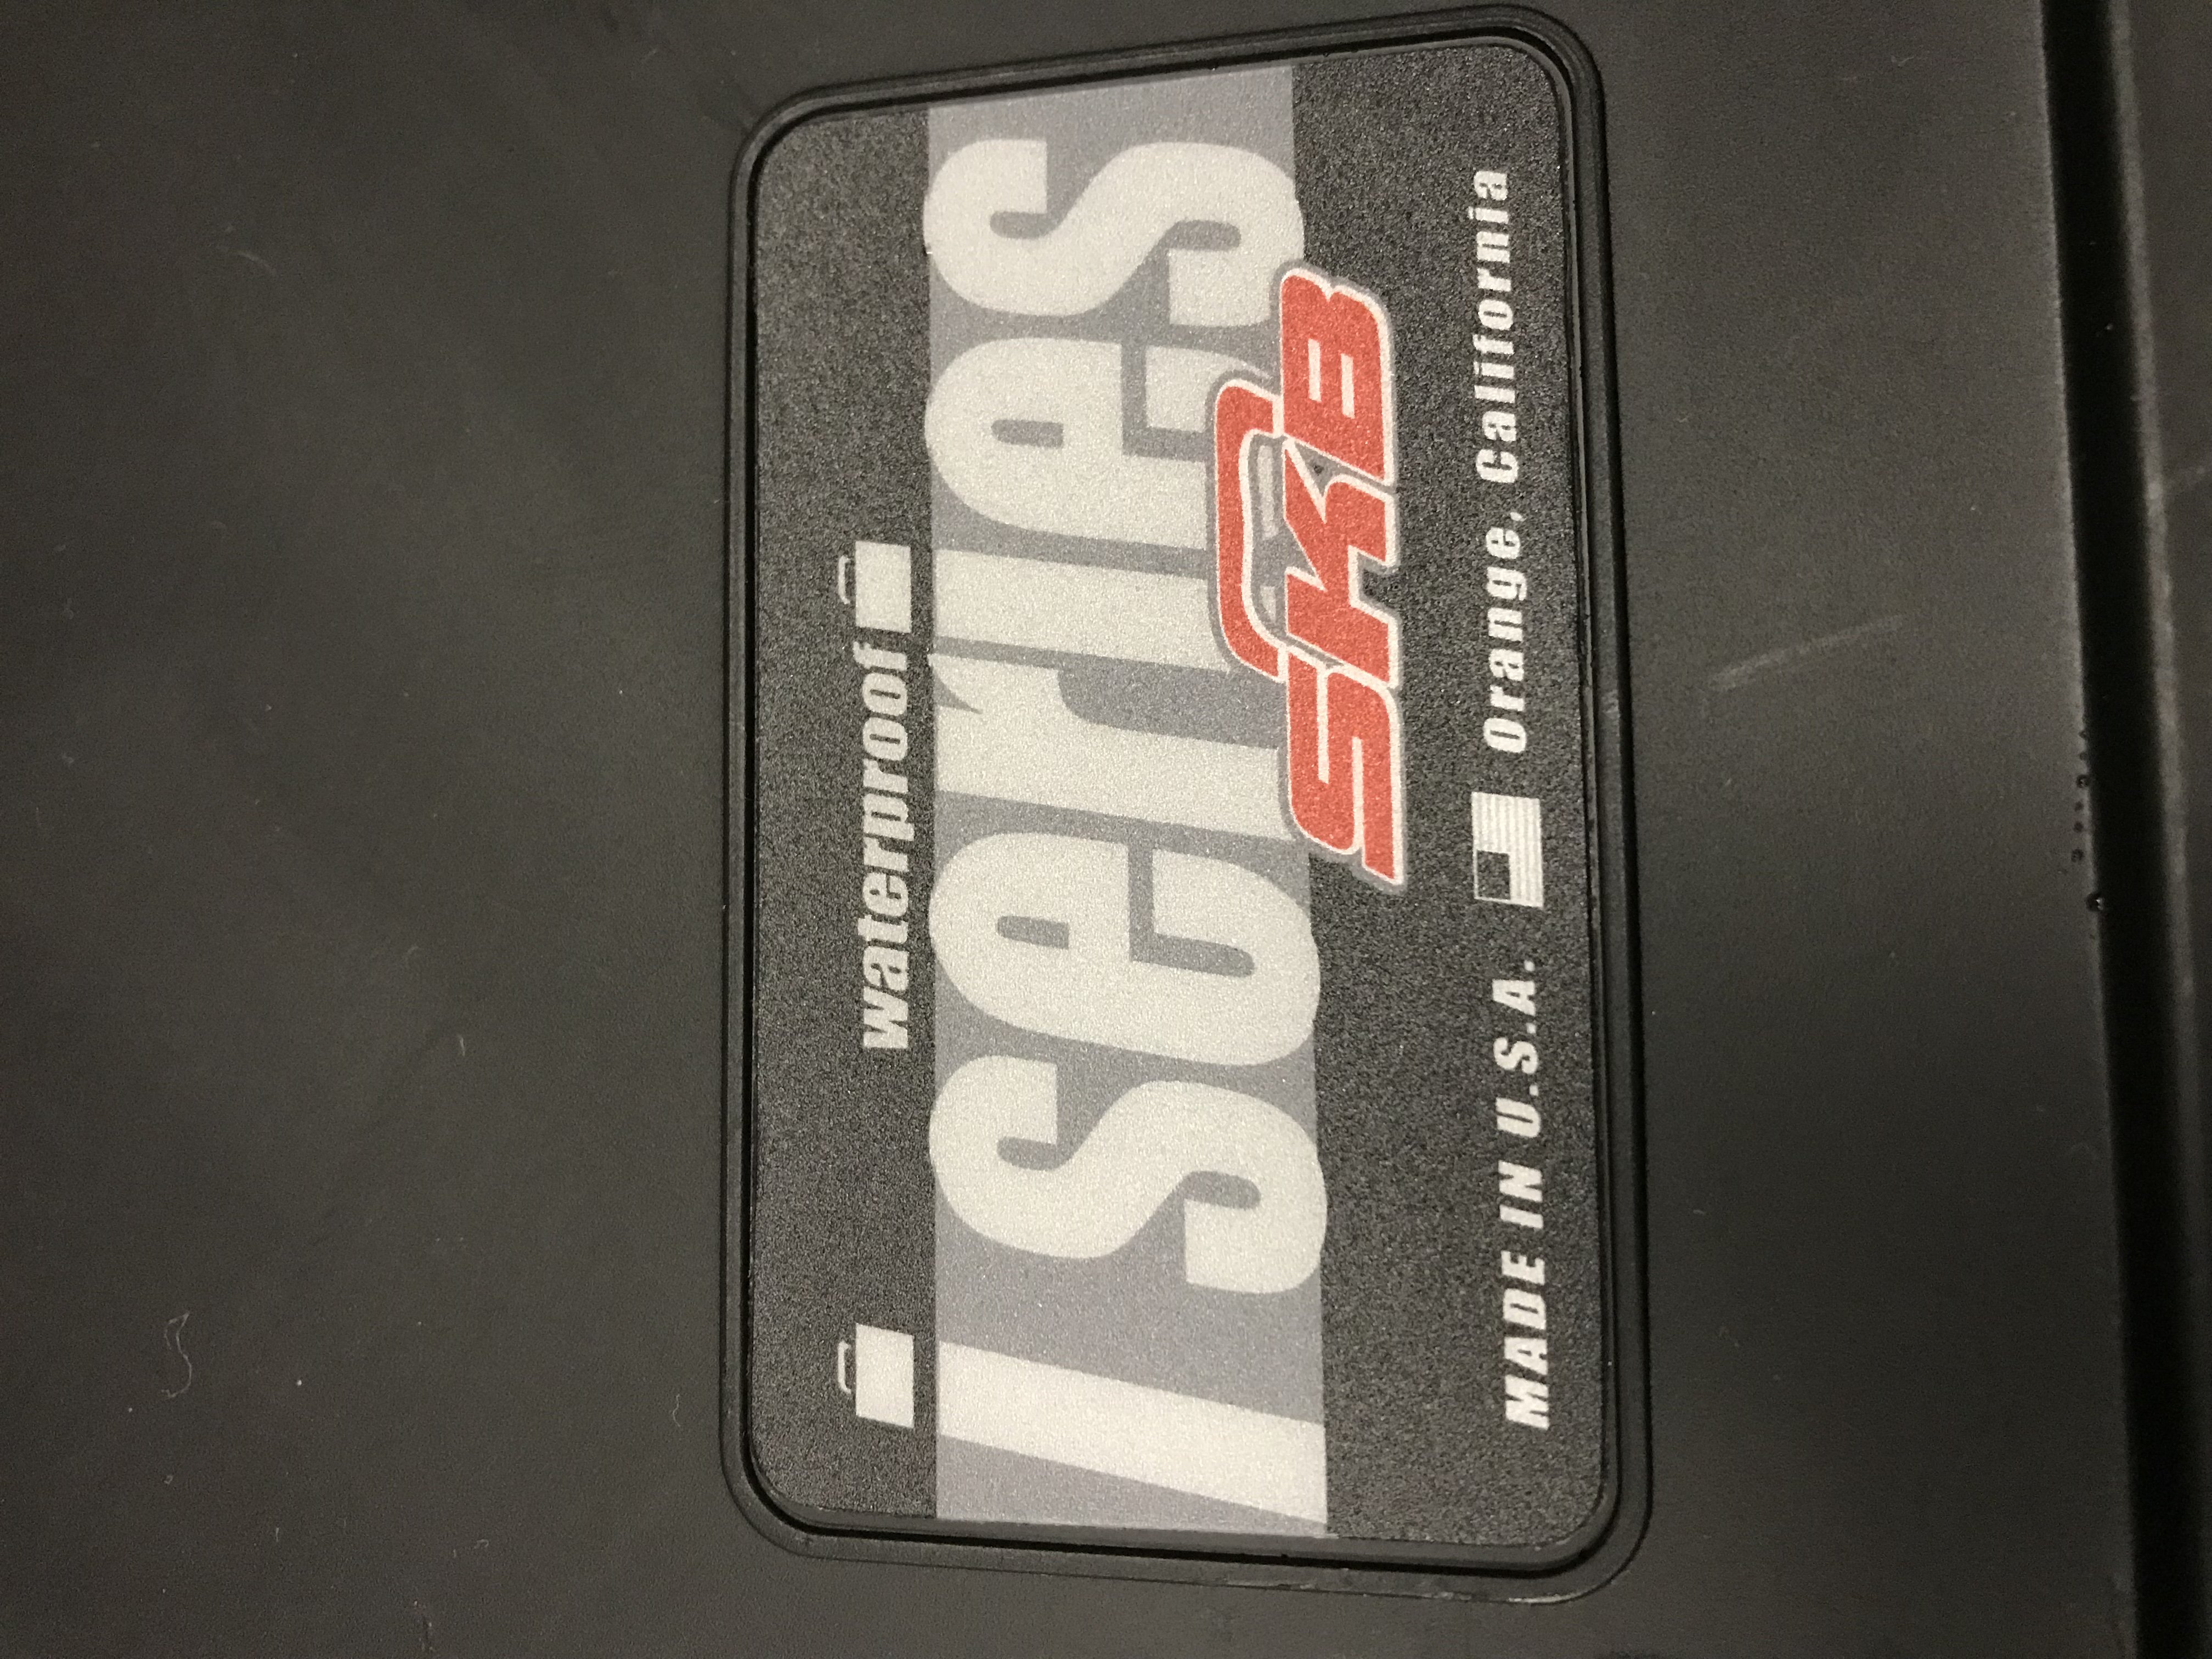 waterproof
I series
SKB
MADE IN U.S.A. Orange, California